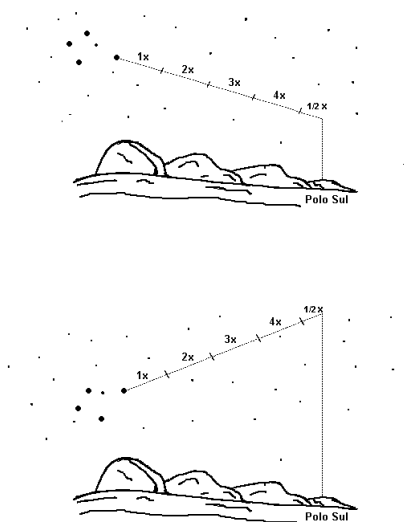 1x
2x
3x
4x
1/2 x
Polo Sul
1/2 x
4x
3x
2x
1x
Polo Sul